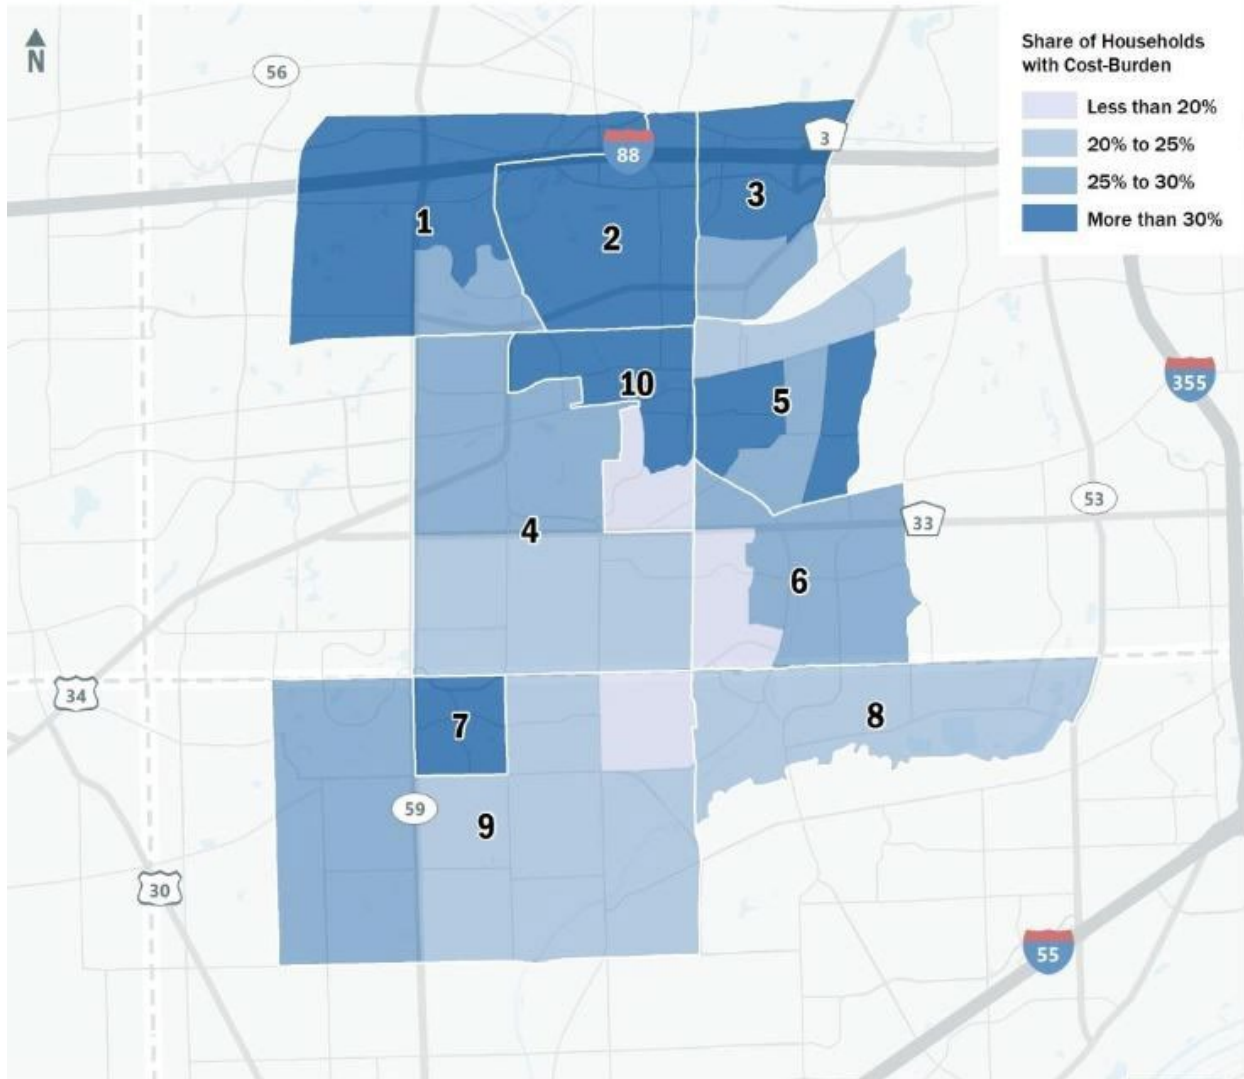 N
56
88
3
Share of Households
with Cost-Burden
Less than 20%
20% to 25%
25% to 30%
More than 30%
1
2
3
10
5
355
4
6
33
53
34
7
8
59
9
30
55